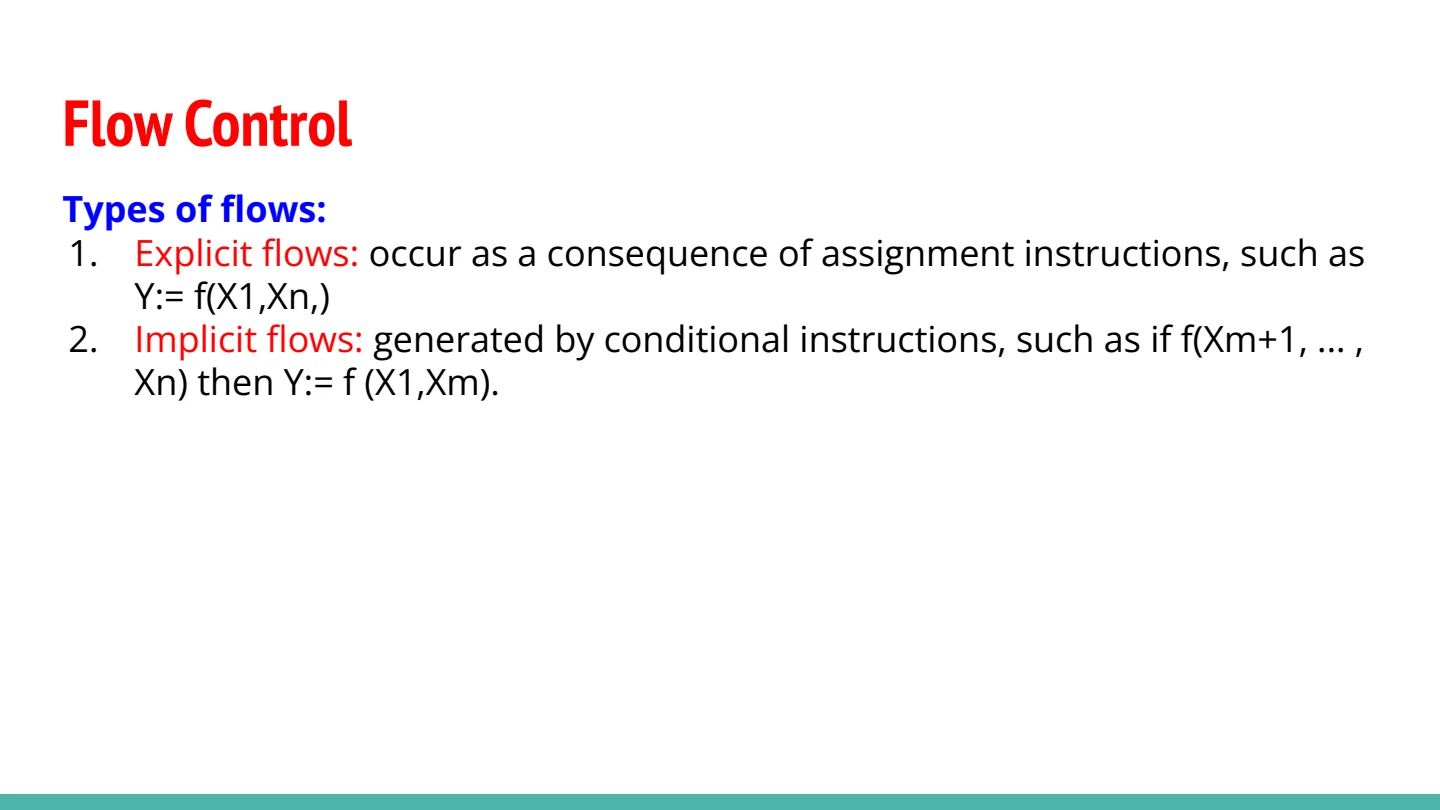 Flow Control
Types of flows:
1. Explicit flows: occur as a consequence of assignment instructions, such as
Y:= f(X1,Xn,)
2. Implicit flows: generated by conditional instructions, such as if f(Xm+1, ... ,
Xn) then Y:= f (X1,Xm).